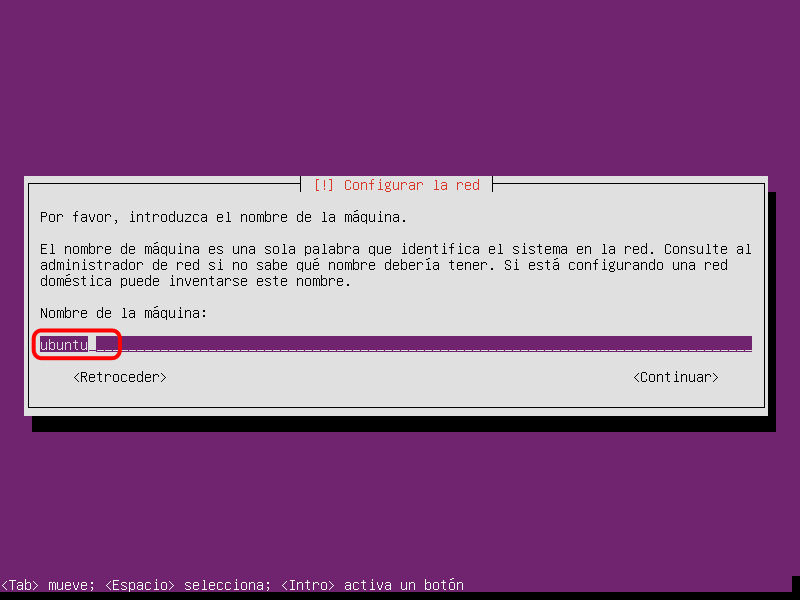 [!] Configurar la red
Por favor, introduzca el nombre de la máquina.
El nombre de máquina es una sola palabra que identifica el sistema en la red. Consulte al
administrador de red si no sabe qué nombre debería tener. Si está configurando una red
doméstica puede inventarse este nombre.
Nombre de la máquina:
ubuntu
<Retroceder> <Continuar>
<Tab> mueve; <Espacio> selecciona; <Intro> activa un botón